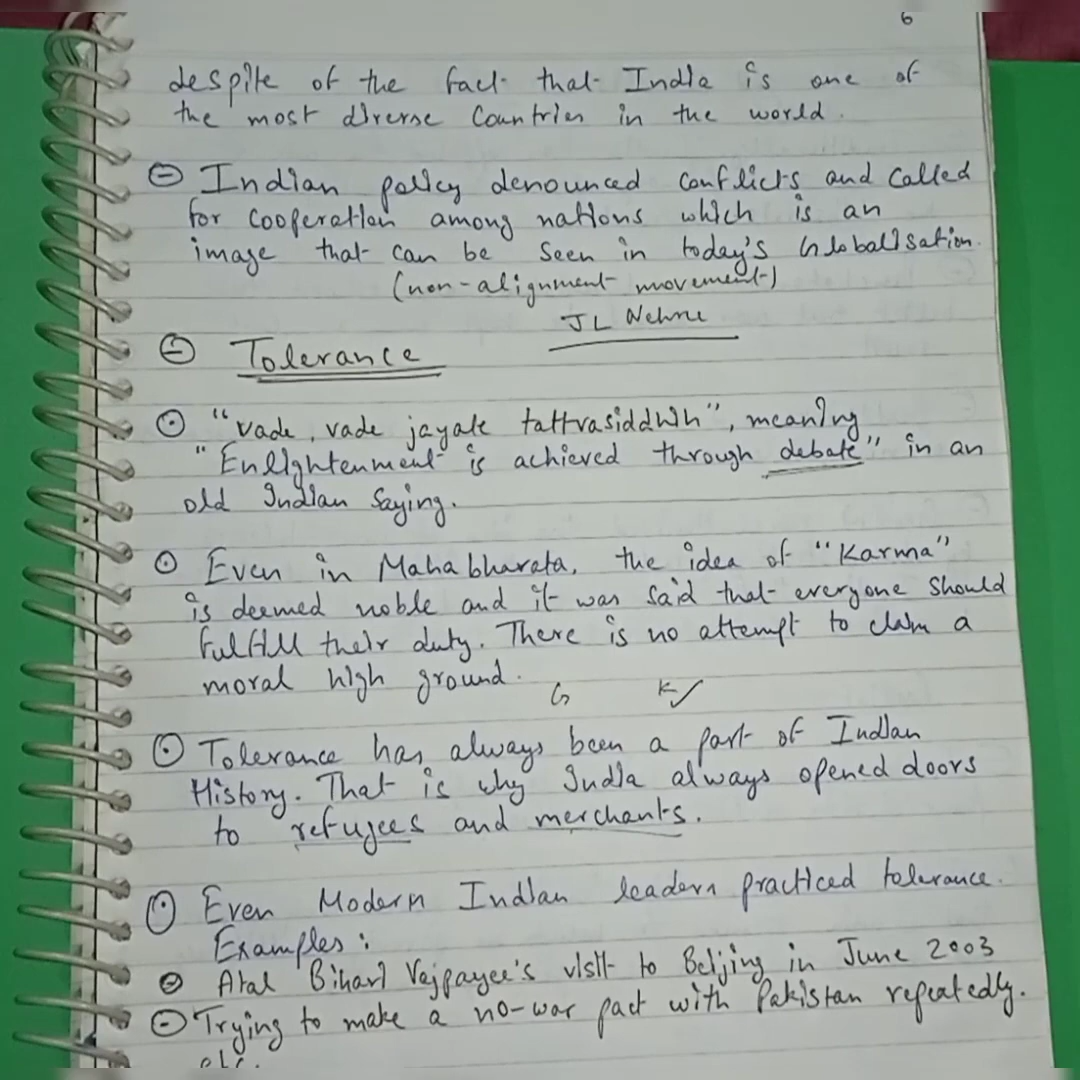 6
despite of the fact that India is one of
the most diverse Countries in the world.
Indian policy denounced conflicts and called
for cooperation among nations which is an
image that can be seen in today's Globalisation.
(non-alignment movement)
JL Nehru
Tolerance
"vade, vade jayate tattvasiddhih", meaning
"Enlightenment is achieved through debate" in an
old Indian Saying.
Even in Mahabharata, the idea of "Karma"
is deemed noble and it was said that everyone should
fulfill their duty. There is no attempt to claim a
moral high ground.
G K
Tolerance has always been a part of Indian
History. That is why India always opened doors
to refugees and merchants.
Even Modern Indian leaders practiced tolerance.
Examples:
Atal Bihari Vajpayee's visit to Beijing in June 2003
Trying to make a no-war pact with Pakistan repeatedly.
etc.